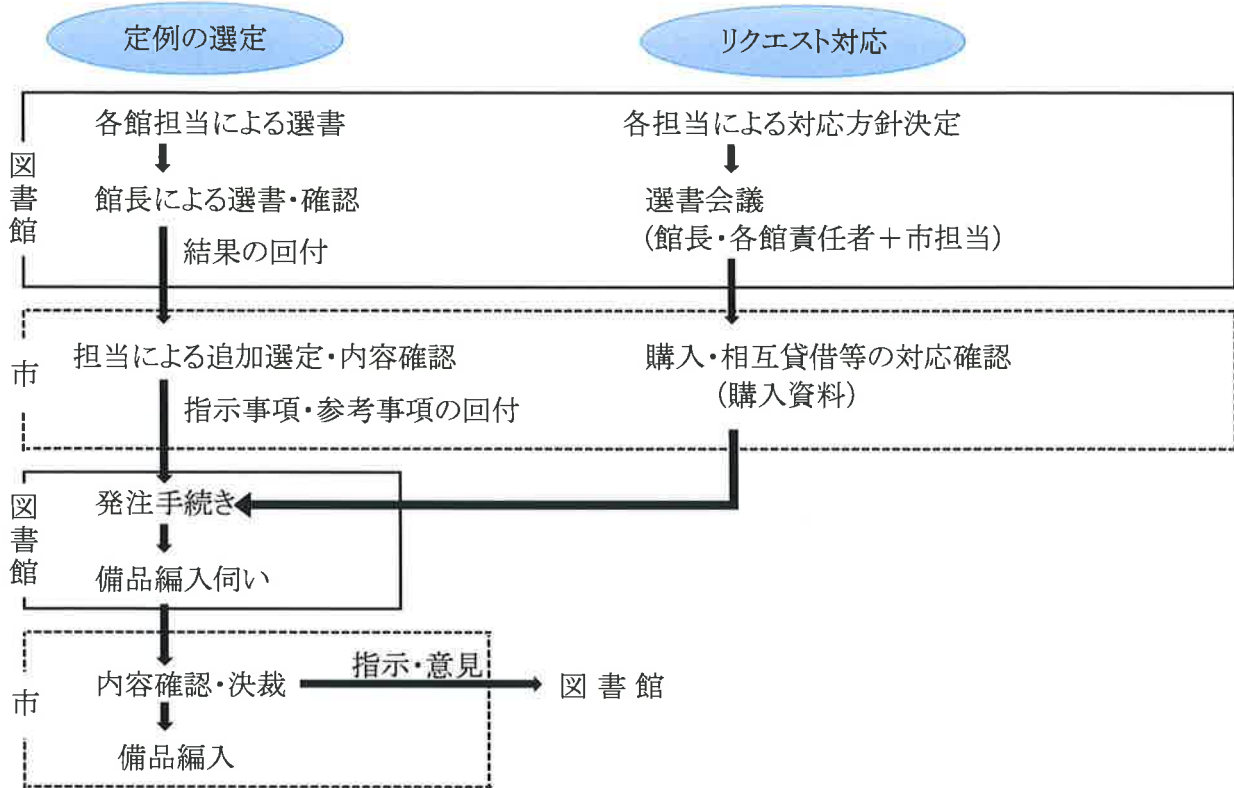 定例の選定
リクエスト対応
図書館
各館担当による選書
各担当による対応方針決定
館長による選書・確認
選書会議
(館長・各館責任者＋市担当)
結果の回付
市
担当による追加選定・内容確認
購入・相互貸借等の対応確認
(購入資料)
指示事項・参考事項の回付
図書館
発注手続き
備品編入伺い
市
内容確認・決裁
指示・意見
図書館
備品編入